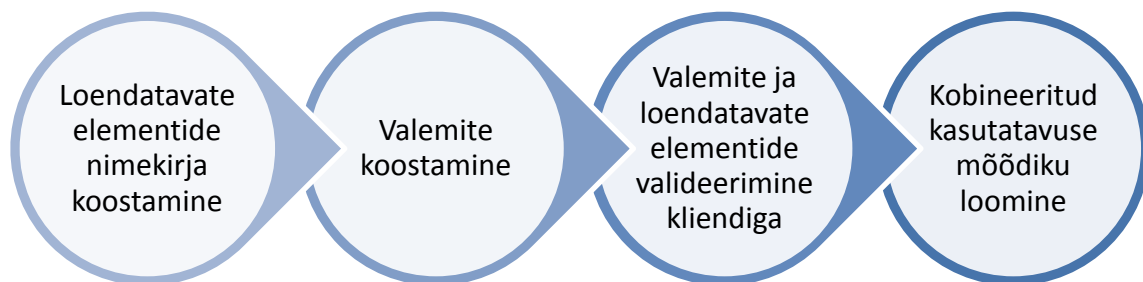 Loendatavate
elementide
nimekirja
koostamine
Valemite
koostamine
Valemite ja
loendatavate
elementide
valideerimine
kliendiga
Kobineeritud
kasutatavuse
mõõdiku
loomine